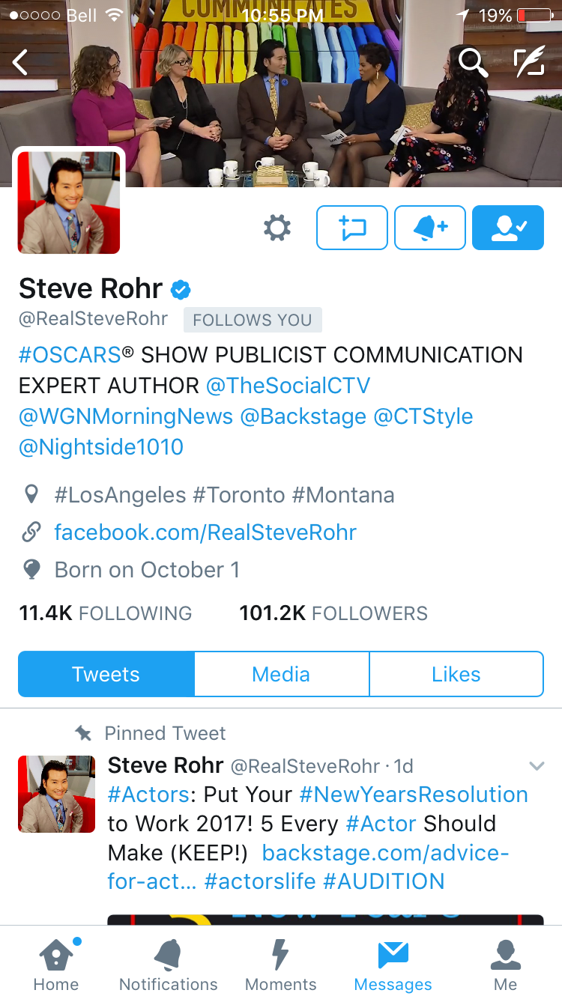 COMMUNICATES
Bell 10:55 PM 19%
Steve Rohr
@RealSteveRohr FOLLOWS YOU
#OSCARS® SHOW PUBLICIST COMMUNICATION
EXPERT AUTHOR @TheSocialCTV
@WGNMorningNews @Backstage @CTStyle
@Nightside1010
#LosAngeles #Toronto #Montana
facebook.com/RealSteveRohr
Born on October 1
11.4K FOLLOWING 101.2K FOLLOWERS
Tweets Media Likes
Pinned Tweet
Steve Rohr @RealSteveRohr · 1d
#Actors: Put Your #NewYearsResolution
to Work 2017! 5 Every #Actor Should
Make (KEEP!) backstage.com/advice-
for-act... #actorslife #AUDITION
Home Notifications Moments Messages Me